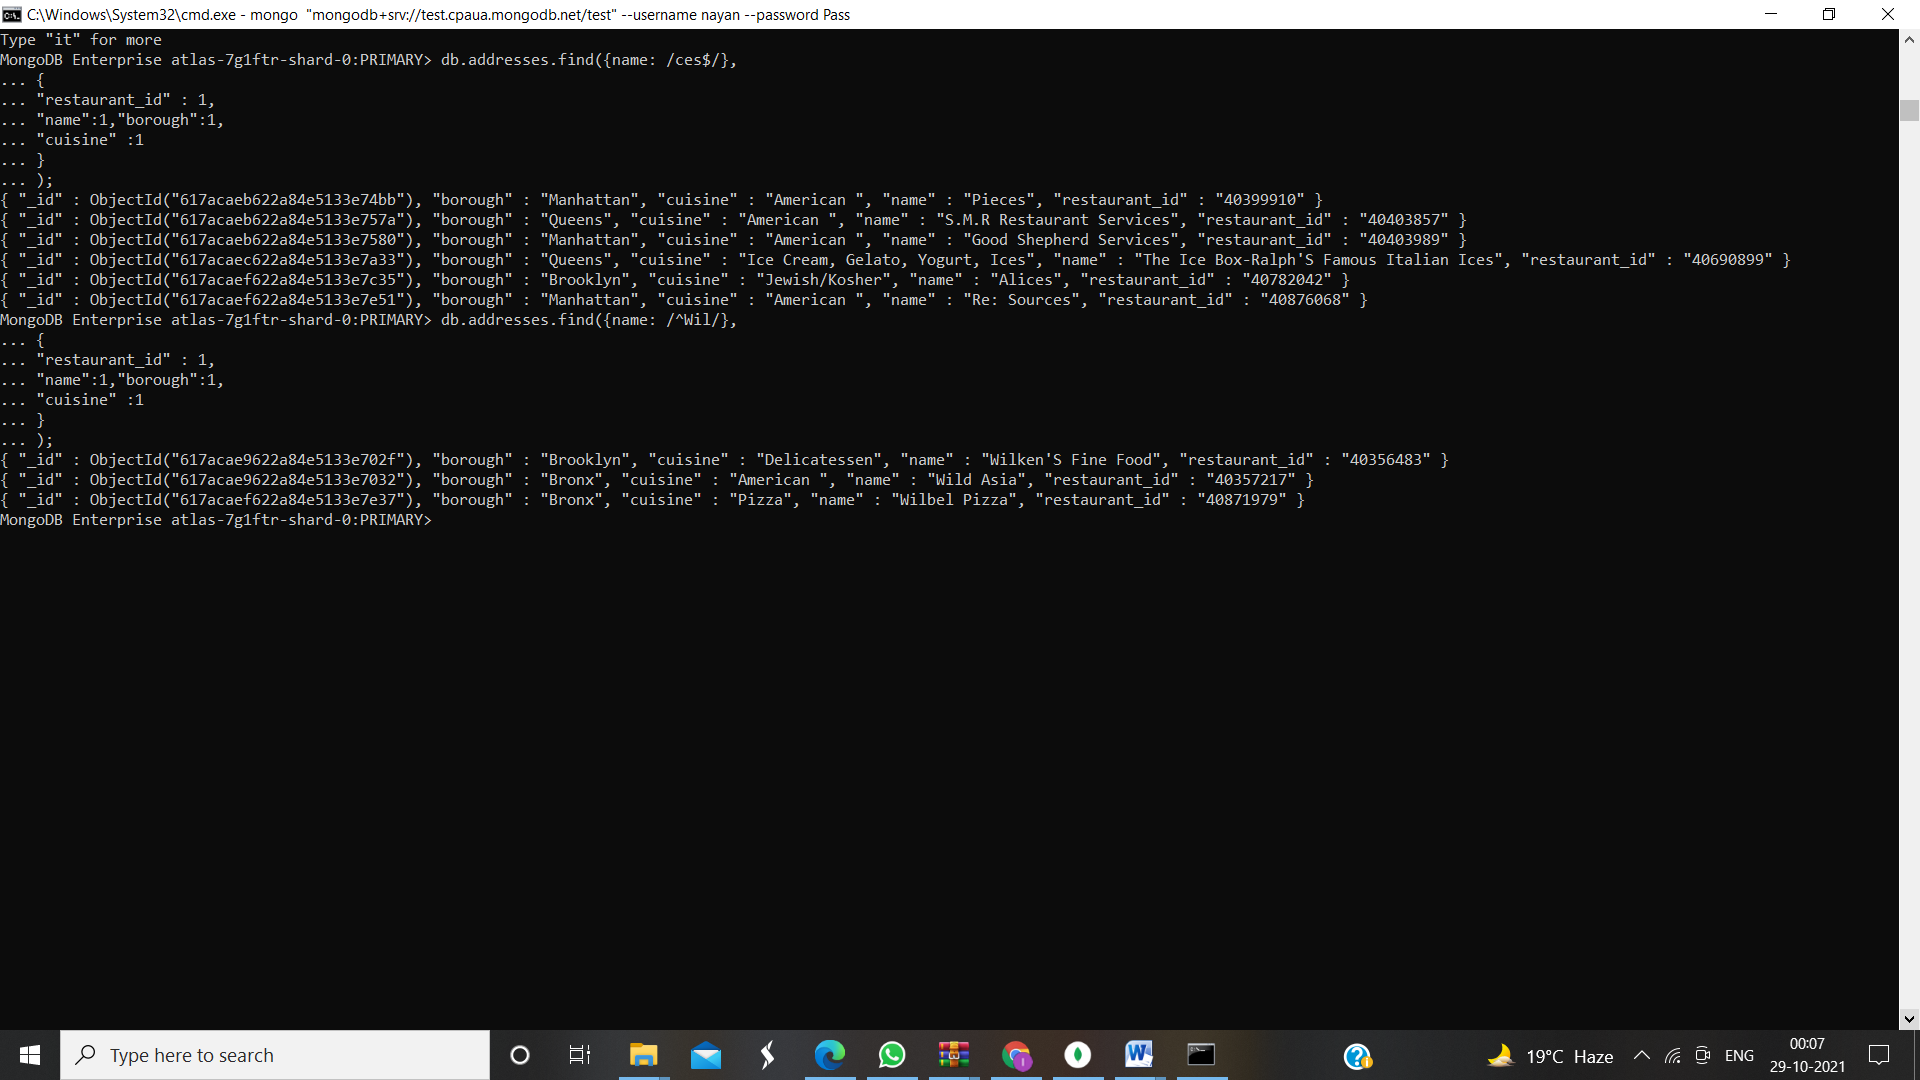 C:\Windows\System32\cmd.exe - mongo "mongodb+srv://test.cpaua.mongodb.net/test" --username nayan --password Pass
Type "it" for more
MongoDB Enterprise atlas-7g1ftr-shard-0:PRIMARY> db.addresses.find({name: /ces$/},
... {
... "restaurant_id" : 1,
... "name":1,"borough":1,
... "cuisine" :1
... }
... );
{ "_id" : ObjectId("617acaeb622a84e5133e74bb"), "borough" : "Manhattan", "cuisine" : "American ", "name" : "Pieces", "restaurant_id" : "40399910" }
{ "_id" : ObjectId("617acaeb622a84e5133e757a"), "borough" : "Queens", "cuisine" : "American ", "name" : "S.M.R Restaurant Services", "restaurant_id" : "40403857" }
{ "_id" : ObjectId("617acaeb622a84e5133e7580"), "borough" : "Manhattan", "cuisine" : "American ", "name" : "Good Shepherd Services", "restaurant_id" : "40403989" }
{ "_id" : ObjectId("617acaec622a84e5133e7a33"), "borough" : "Queens", "cuisine" : "Ice Cream, Gelato, Yogurt, Ices", "name" : "The Ice Box-Ralph'S Famous Italian Ices", "restaurant_id" : "40690899" }
{ "_id" : ObjectId("617acaef622a84e5133e7c35"), "borough" : "Brooklyn", "cuisine" : "Jewish/Kosher", "name" : "Alices", "restaurant_id" : "40782042" }
{ "_id" : ObjectId("617acaef622a84e5133e7e51"), "borough" : "Manhattan", "cuisine" : "American ", "name" : "Re: Sources", "restaurant_id" : "40876068" }
MongoDB Enterprise atlas-7g1ftr-shard-0:PRIMARY> db.addresses.find({name: /^Wil/},
... {
... "restaurant_id" : 1,
... "name":1,"borough":1,
... "cuisine" :1
... }
... );
{ "_id" : ObjectId("617acae9622a84e5133e702f"), "borough" : "Brooklyn", "cuisine" : "Delicatessen", "name" : "Wilken'S Fine Food", "restaurant_id" : "40356483" }
{ "_id" : ObjectId("617acae9622a84e5133e7032"), "borough" : "Bronx", "cuisine" : "American ", "name" : "Wild Asia", "restaurant_id" : "40357217" }
{ "_id" : ObjectId("617acaef622a84e5133e7e37"), "borough" : "Bronx", "cuisine" : "Pizza", "name" : "Wilbel Pizza", "restaurant_id" : "40871979" }
MongoDB Enterprise atlas-7g1ftr-shard-0:PRIMARY>
Type here to search
19°C Haze
ENG
00:07
29-10-2021